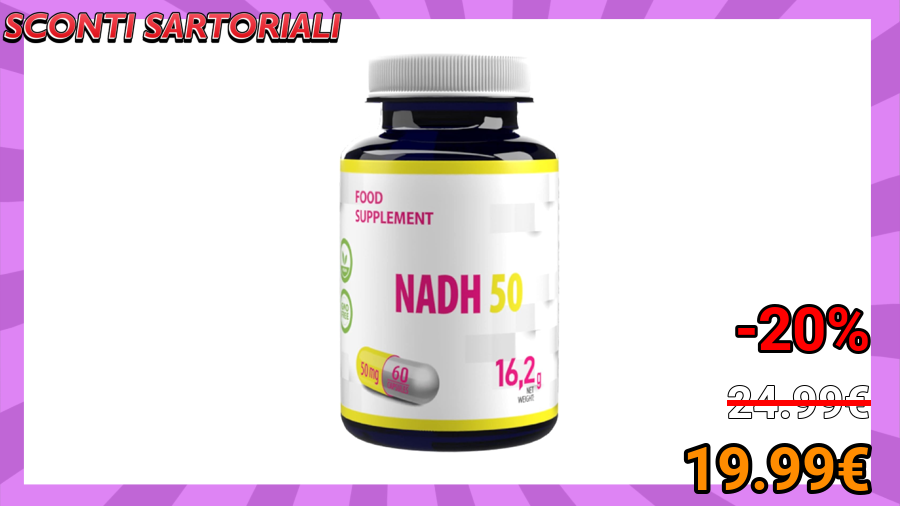 SCONTI SARTORIALI
FOOD
SUPPLEMENT
NADH 50
50 mg
60
16,2g
NET
WEIGHT
-20%
24.99€
19.99€